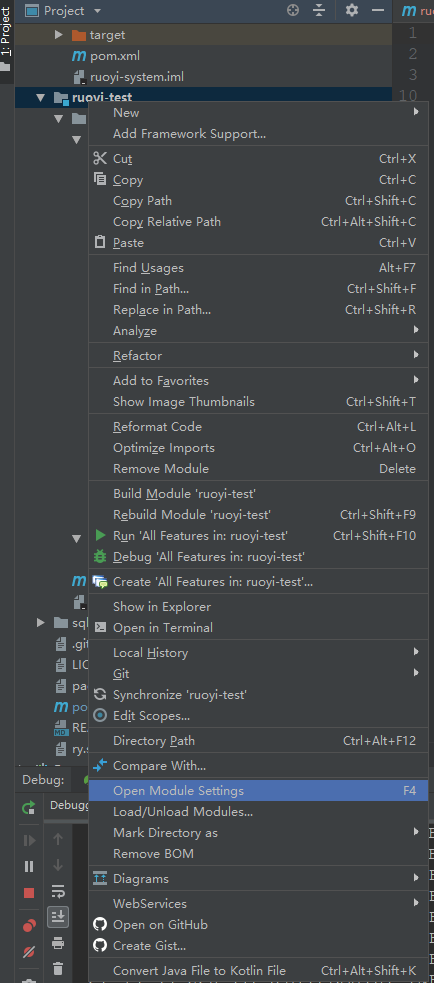 Project
ru
1: Project
target
1
pom.xml
2
ruoyi-system.iml
3
ruoyi-test
10
New
Add Framework Support...
Cut Ctrl+X
Copy Ctrl+C
Copy Path Ctrl+Shift+C
Copy Relative Path Ctrl+Alt+Shift+C
Paste Ctrl+V
Find Usages Alt+F7
Find in Path... Ctrl+Shift+F
Replace in Path... Ctrl+Shift+R
Analyze
Refactor
Add to Favorites
Show Image Thumbnails Ctrl+Shift+T
Reformat Code Ctrl+Alt+L
Optimize Imports Ctrl+Alt+O
Remove Module Delete
Build Module 'ruoyi-test'
Rebuild Module 'ruoyi-test' Ctrl+Shift+F9
Run 'All Features in: ruoyi-test' Ctrl+Shift+F10
Debug 'All Features in: ruoyi-test'
Create 'All Features in: ruoyi-test'...
Show in Explorer
sql
Open in Terminal
.git
Local History
LIC
Git
pac
Synchronize 'ruoyi-test'
po
Edit Scopes...
REA
Directory Path Ctrl+Alt+F12
ry.s
Compare With...
Debug:
Open Module Settings F4
Debugg
Load/Unload Modules...
Mark Directory as
Remove BOM
Diagrams
WebServices
Open on GitHub
Create Gist...
Convert Java File to Kotlin File Ctrl+Alt+Shift+K